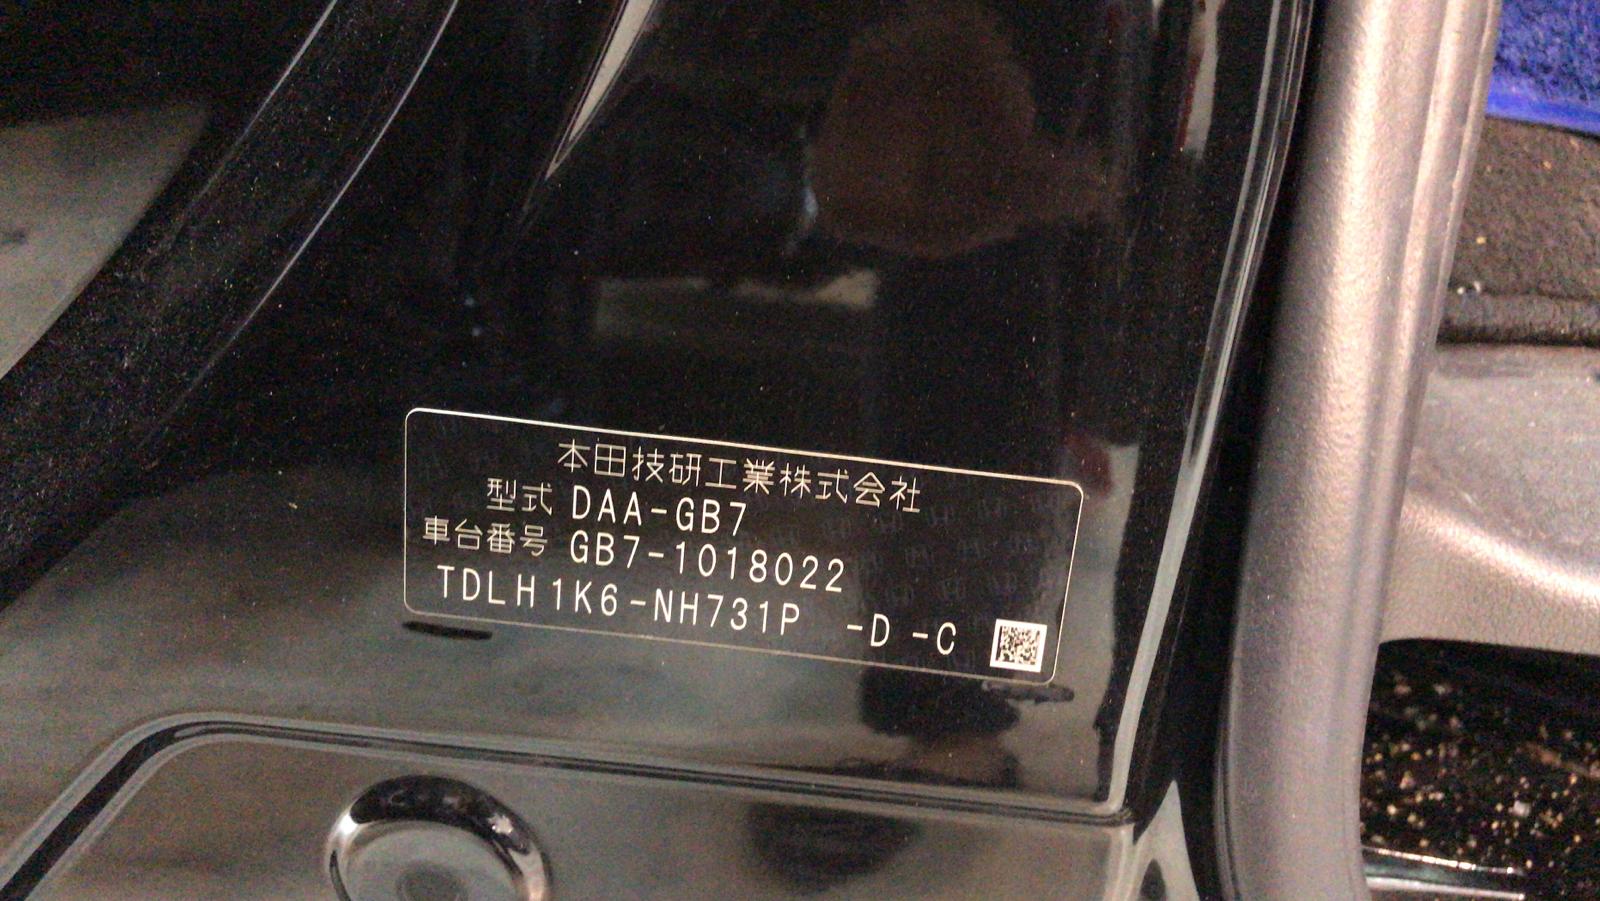 本田技研工業株式会社
型式 DAA-GB7
車台番号 GB7-1018022
TDLH1K6-NH731P -D -C